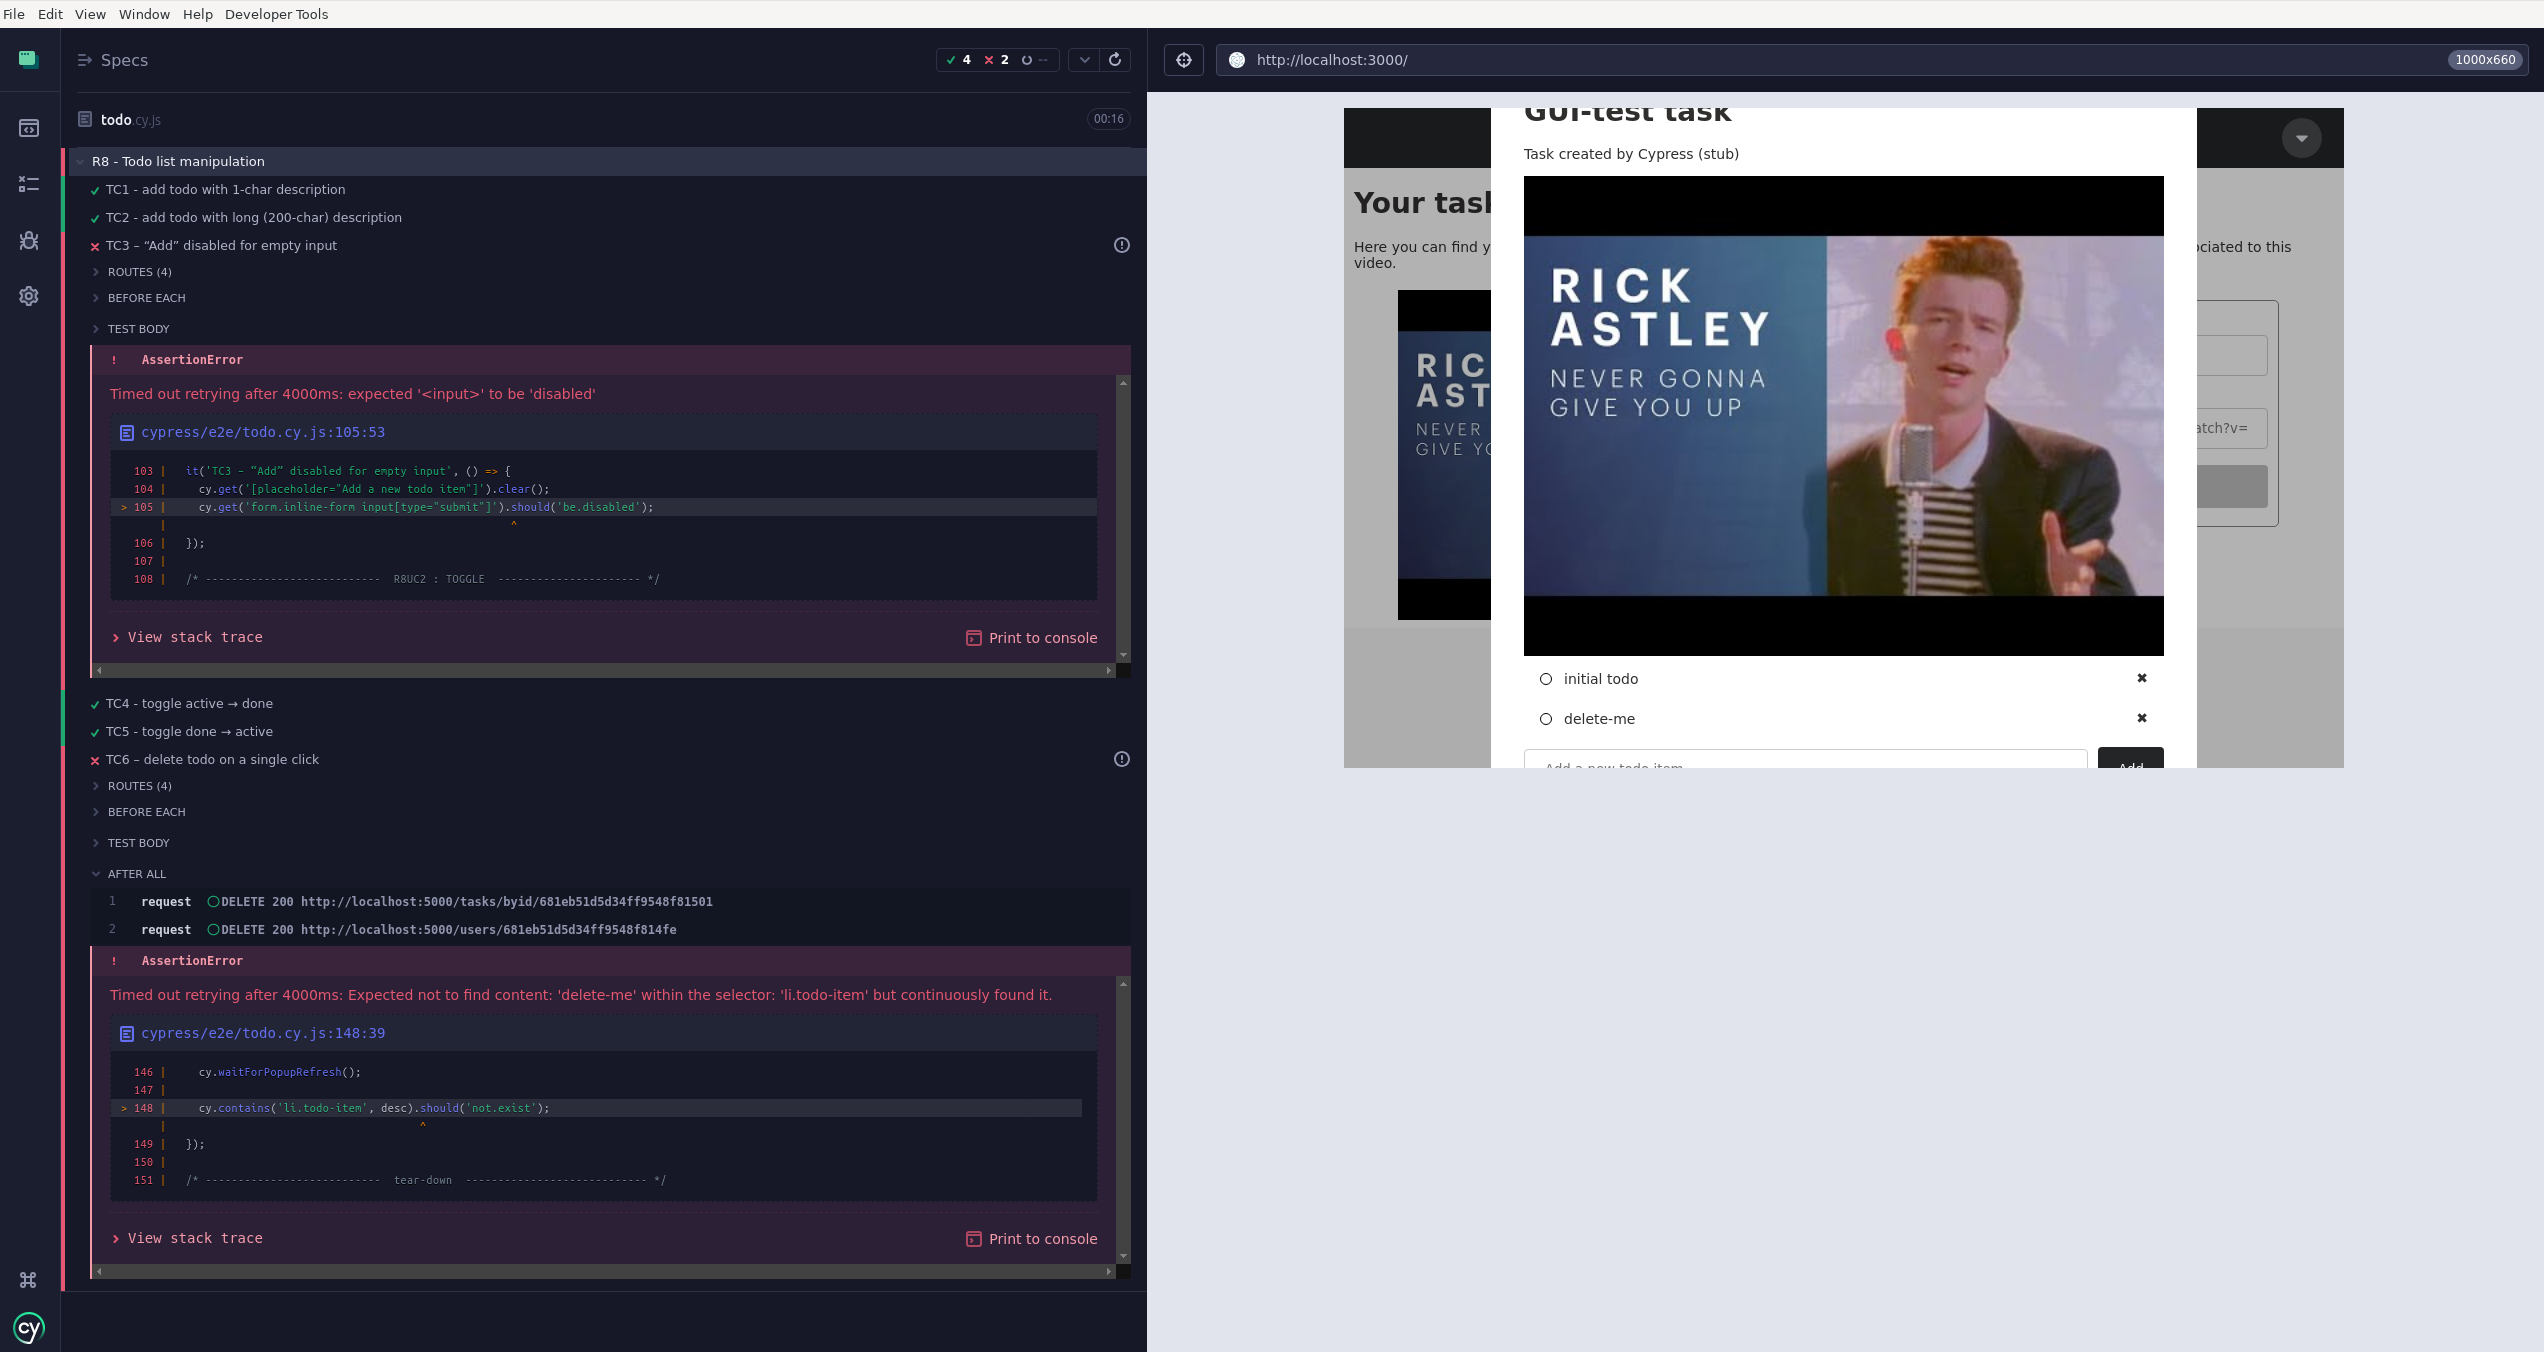 File Edit View Window Help Developer Tools
Specs
4 2 --
todo.cy.js
00:16
R8 - Todo list manipulation
TC1 - add todo with 1-char description
TC2 - add todo with long (200-char) description
TC3 – “Add” disabled for empty input
ROUTES (4)
BEFORE EACH
TEST BODY
! AssertionError
Timed out retrying after 4000ms: expected '<input>' to be 'disabled'
cypress/e2e/todo.cy.js:105:53
103 | it('TC3 – “Add” disabled for empty input', () => {
104 | cy.get('[placeholder="Add a new todo item"]').clear();
> 105 | cy.get('form.inline-form input[type="submit"]').should('be.disabled');
| ^
106 | });
107 |
108 | /* --------------------------- R8UC2 : TOGGLE ---------------------- */
View stack trace
Print to console
TC4 - toggle active → done
TC5 - toggle done → active
TC6 – delete todo on a single click
ROUTES (4)
BEFORE EACH
TEST BODY
AFTER ALL
1 request DELETE 200 http://localhost:5000/tasks/byid/681eb51d5d34ff9548f81501
2 request DELETE 200 http://localhost:5000/users/681eb51d5d34ff9548f814fe
! AssertionError
Timed out retrying after 4000ms: Expected not to find content: 'delete-me' within the selector: 'li.todo-item' but continuously found it.
cypress/e2e/todo.cy.js:148:39
146 | cy.waitForPopupRefresh();
147 |
> 148 | cy.contains('li.todo-item', desc).should('not.exist');
| ^
149 | });
150 |
151 | /* --------------------------- tear-down ---------------------------- */
View stack trace
Print to console
cy
http://localhost:3000/
1000x660
GUI-test task
Task created by Cypress (stub)
Your task
Here you can find y
ociated to this
video.
RICK
ASTLEY
NEVER GONNA
GIVE YOU UP
RIC
AST
NEVER
GIVE YO
atch?v=
initial todo
✖
delete-me
✖
Add a new todo item
Add